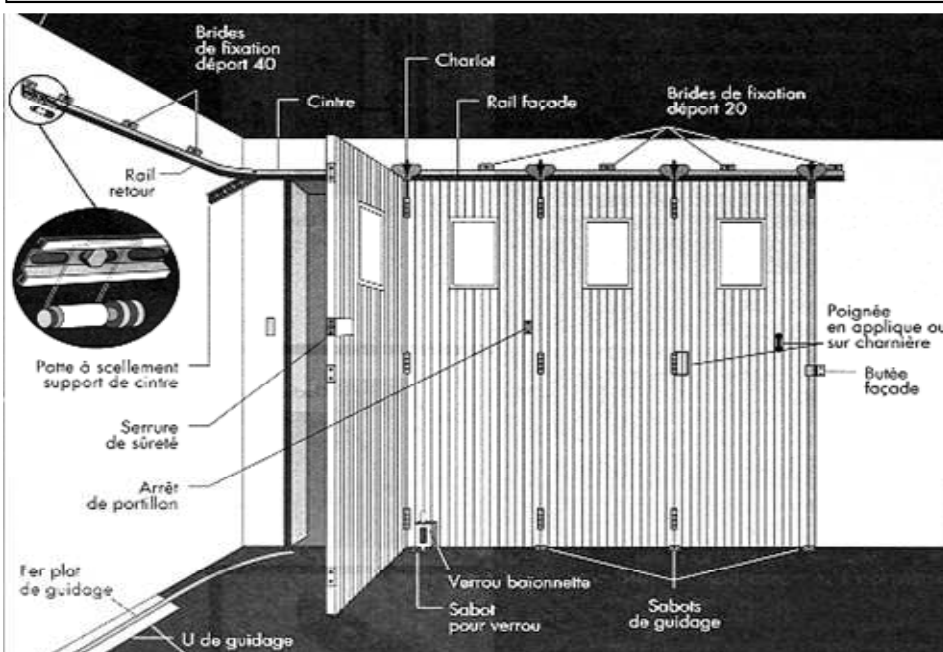 Brides
de fixation
déport 40
Chariot
Cintre
Rail façade
Brides de fixation
déport 20
Rail
retour
Poignée
en applique ou
sur charnière
Patte à scellement
support de cintre
Butée
façade
Serrure
de sûreté
Arrêt
de portillon
Fer plat
de guidage
Verrou baïonnette
Sabot
pour verrou
Sabots
de guidage
U de guidage